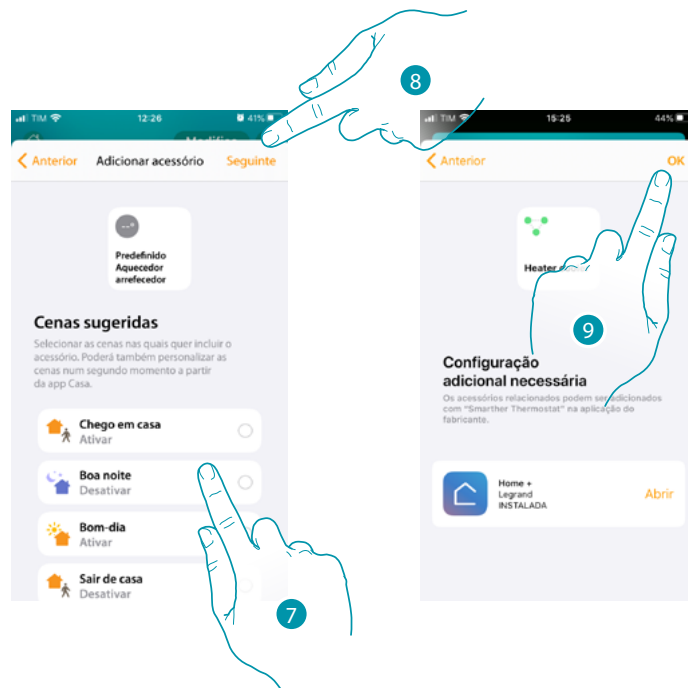 8
TIM 12:26 41%
TIM 15:25 44%
Anterior Adicionar acessório Seguinte
Predefinido
Aquecedor
arrefecedor
Cenas sugeridas
Selecionar as cenas nas quais quer incluir o
acessório. Poderá também personalizar as
cenas num segundo momento a partir
da app Casa.
Chego em casa
Ativar
Boa noite
Desativar
Bom-dia
Ativar
Sair de casa
Desativar
7
Anterior OK
Heater
9
Configuração
adicional necessária
Os acessórios relacionados podem ser adicionados
com “Smarther Thermostat” na aplicação do
fabricante.
Home +
Legrand
INSTALADA
Abrir